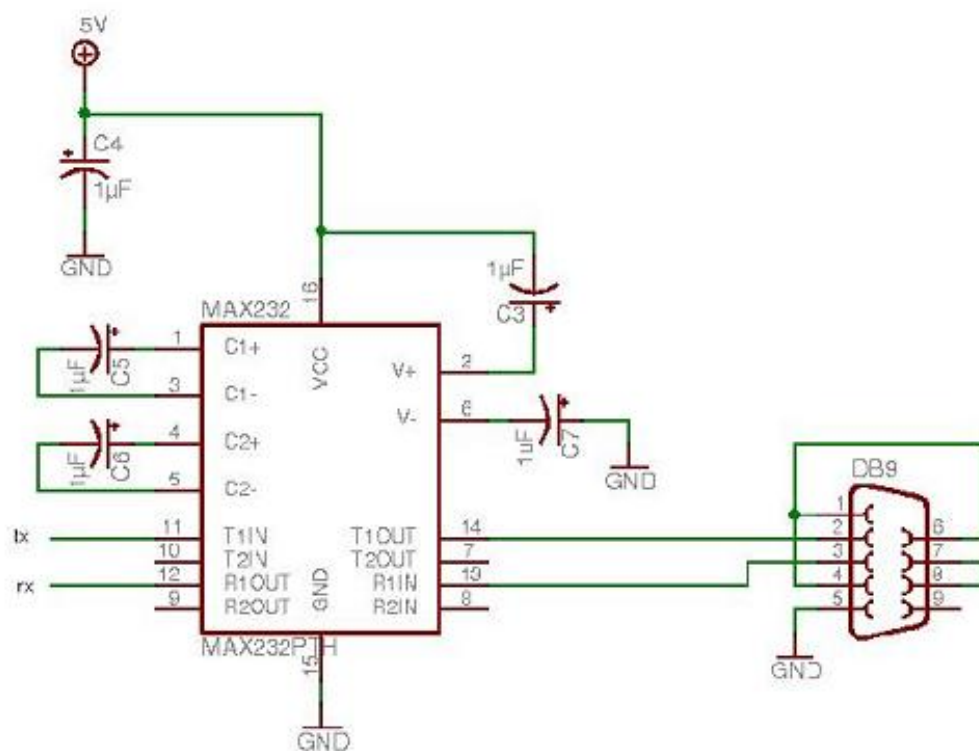 5V
C4
1µF
GND
1µF
C3
16
MAX232
1 C1+
VCC
1µF
C5
3 C1-
V+ 2
V- 6
1uF
C7
GND
4 C2+
1µF
C6
5 C2-
DB9
tx 11 T1IN
T1OUT 14
10 T2IN
T2OUT 7
rx 12 R1OUT
GND
R1IN 13
9 R2OUT
R2IN 8
1
2
3
4
5
6
7
8
9
GND
MAX232PTH
15
GND